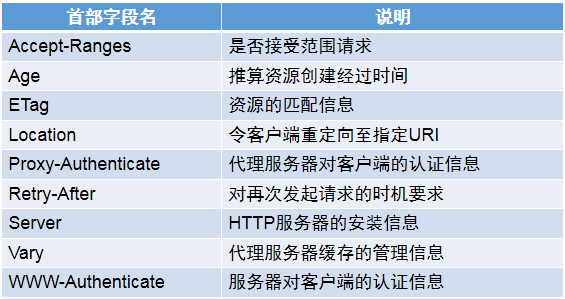 首部字段名 说明
Accept-Ranges 是否接受范围请求
Age 推算资源创建经过时间
ETag 资源的匹配信息
Location 令客户端重定向至指定URI
Proxy-Authenticate 代理服务器对客户端的认证信息
Retry-After 对再次发起请求的时机要求
Server HTTP服务器的安装信息
Vary 代理服务器缓存的管理信息
WWW-Authenticate 服务器对客户端的认证信息